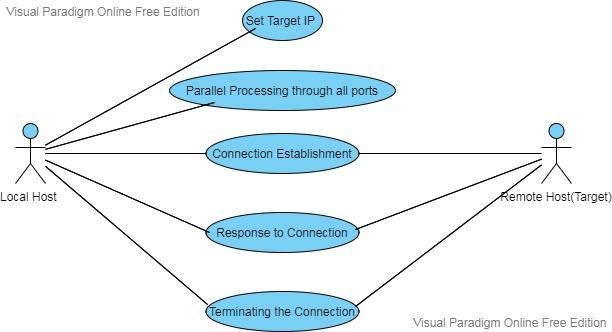 Visual Paradigm Online Free Edition
Set Target IP
Parallel Processing through all ports
Connection Establishment
Local Host
Remote Host(Target)
Response to Connection
Terminating the Connection
Visual Paradigm Online Free Edition